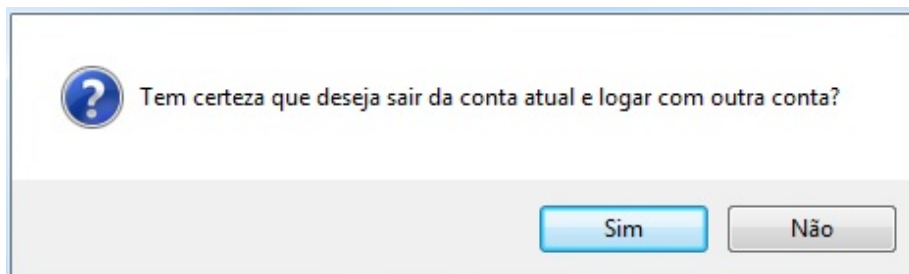 Tem certeza que deseja sair da conta atual e logar com outra conta?
Sim Não